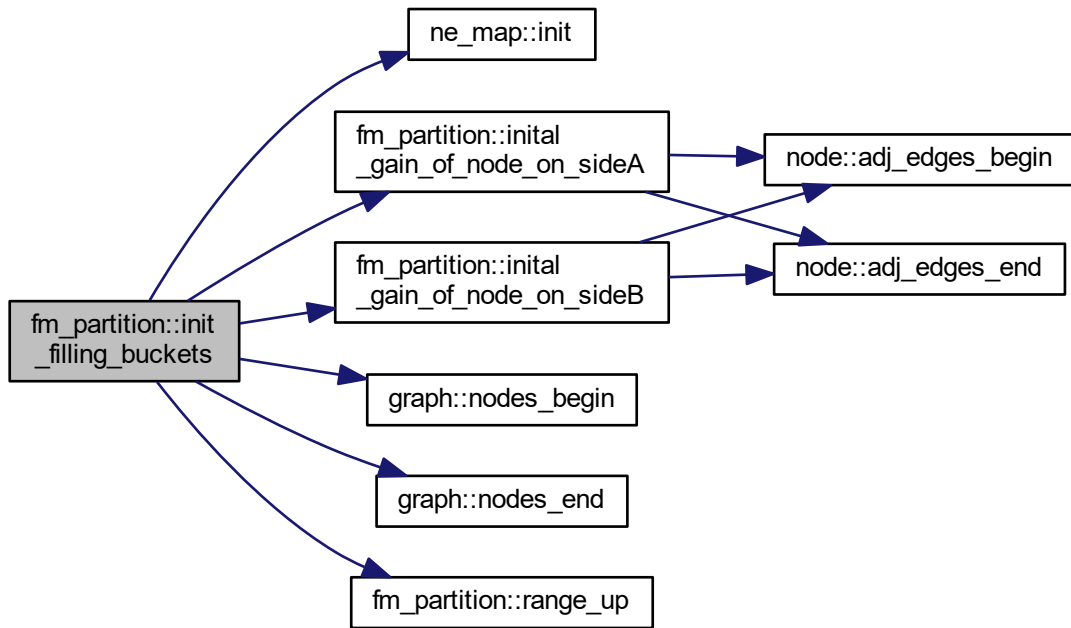 ne_map::init
fm_partition::inital
_gain_of_node_on_sideA
node::adj_edges_begin
fm_partition::inital
_gain_of_node_on_sideB
node::adj_edges_end
fm_partition::init
_filling_buckets
graph::nodes_begin
graph::nodes_end
fm_partition::range_up